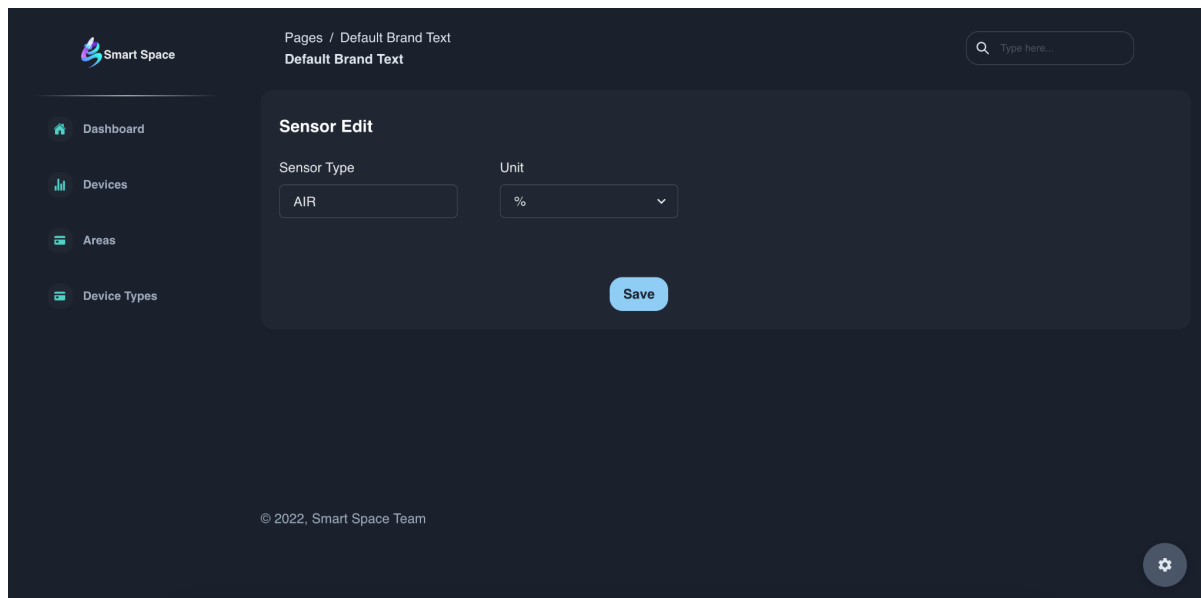 Smart Space
Pages / Default Brand Text
Default Brand Text
Type here...
Dashboard
Devices
Areas
Device Types
Sensor Edit
Sensor Type
Unit
AIR
%
Save
© 2022, Smart Space Team